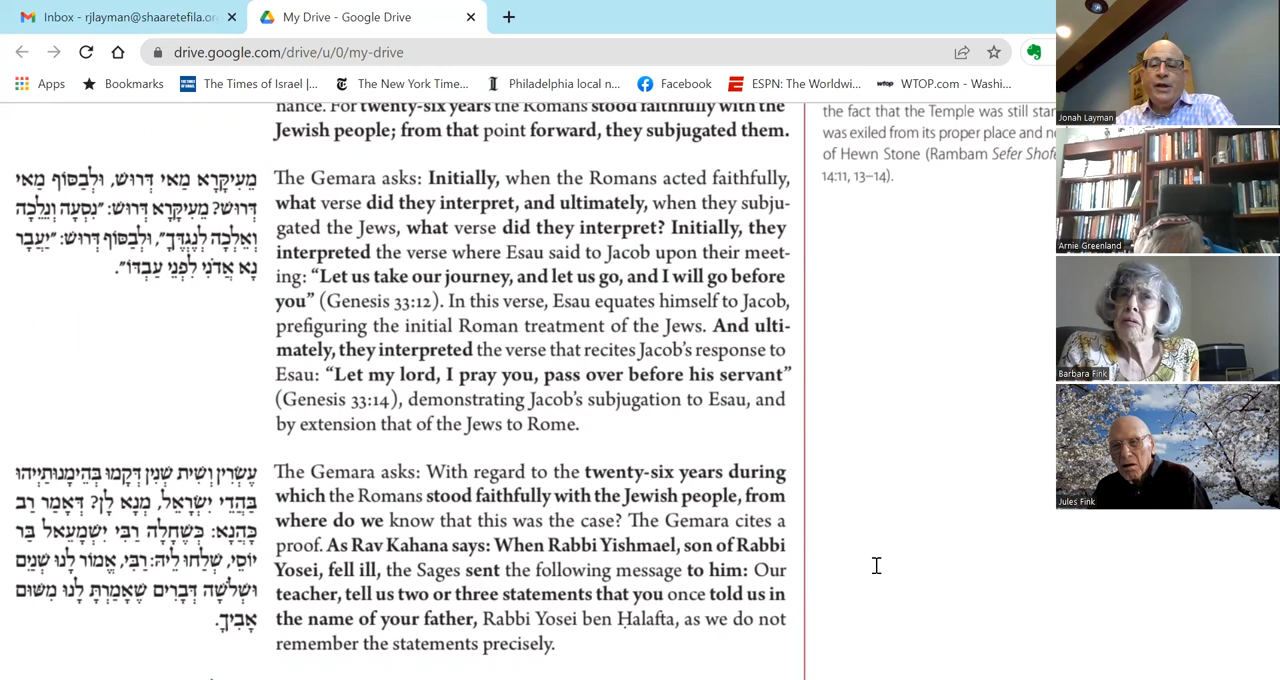 Inbox - rjlayman@shaaretefila.or
My Drive - Google Drive
drive.google.com/drive/u/0/my-drive
Apps
Bookmarks
The Times of Israel |...
The New York Time...
Philadelphia local n...
Facebook
ESPN: The Worldwi...
WTOP.com - Washi...
nance. For twenty-six years the Romans stood faithfully with the
Jewish people; from that point forward, they subjugated them.
מֵעִיקָּרָא מַאי דְּרוּשׁ, וּלְבַסּוֹף מַאי
דְּרוּשׁ? מֵעִיקָּרָא דְּרוּשׁ: ״נִסְעָה וְנֵלֵכָה
וְאֵלְכָה לְנֶגְדֶּךָ״, וּלְבַסּוֹף דְּרוּשׁ: ״יַעֲבָר
נָא אֲדֹנִי לִפְנֵי עַבְדּוֹ״.
The Gemara asks: Initially, when the Romans acted faithfully,
what verse did they interpret, and ultimately, when they subju-
gated the Jews, what verse did they interpret? Initially, they
interpreted the verse where Esau said to Jacob upon their meet-
ing: “Let us take our journey, and let us go, and I will go before
you” (Genesis 33:12). In this verse, Esau equates himself to Jacob,
prefiguring the initial Roman treatment of the Jews. And ulti-
mately, they interpreted the verse that recites Jacob’s response to
Esau: “Let my lord, I pray you, pass over before his servant”
(Genesis 33:14), demonstrating Jacob’s subjugation to Esau, and
by extension that of the Jews to Rome.
עֶשְׂרִין וְשִׁית שְׁנִין דְּקָמוּ בְּהֵימָנוּתַיְיהוּ
בַּהֲדֵי יִשְׂרָאֵל, מְנָא לַן? דְּאָמַר רַב
כָּהֲנָא: כְּשֶׁחָלָה רַבִּי יִשְׁמָעֵאל בַּר
יוֹסֵי, שָׁלְחוּ לֵיהּ: רַבִּי, אֱמוֹר לָנוּ שְׁנַיִם
וּשְׁלֹשָׁה דְּבָרִים שֶׁאָמַרְתָּ לָנוּ מִשּׁוּם
אָבִיךָ.
The Gemara asks: With regard to the twenty-six years during
which the Romans stood faithfully with the Jewish people, from
where do we know that this was the case? The Gemara cites a
proof. As Rav Kahana says: When Rabbi Yishmael, son of Rabbi
Yosei, fell ill, the Sages sent the following message to him: Our
teacher, tell us two or three statements that you once told us in
the name of your father, Rabbi Yosei ben Ḥalafta, as we do not
remember the statements precisely.
the fact that the Temple was still star
was exiled from its proper place and no
of Hewn Stone (Rambam Sefer Shofe
14:11, 13–14).
Jonah Layman
Arnie Greenland
Barbara Fink
Jules Fink